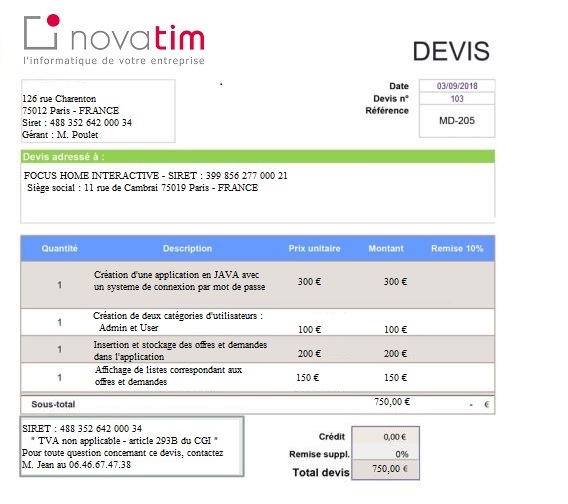 novatim
l'informatique de votre entreprise
DEVIS
126 rue Charenton
75012 Paris - FRANCE
Siret : 488 352 642 000 34
Gérant : M. Poulet
Date 03/09/2018
Devis n° 103
Référence MD-205
Devis adressé à :
FOCUS HOME INTERACTIVE - SIRET : 399 856 277 000 21
Siège social : 11 rue de Cambrai 75019 Paris - FRANCE
Quantité Description Prix unitaire Montant Remise 10%
1 Création d'une application en JAVA avec 300 € 300 €
un systeme de connexion par mot de passe
1 Création de deux catégories d'utilisateurs :
Admin et User 100 € 100 €
1 Insertion et stockage des offres et demandes 200 € 200 €
dans l'application
1 Affichage de listes correspondant aux 150 € 150 €
offres et demandes
Sous-total 750,00 € - €
SIRET : 488 352 642 000 34
" TVA non applicable - article 293B du CGI "
Pour toute question concernant ce devis, contactez
M. Jean au 06.46.67.47.38
Crédit 0,00 €
Remise suppl. 0%
Total devis 750,00 €